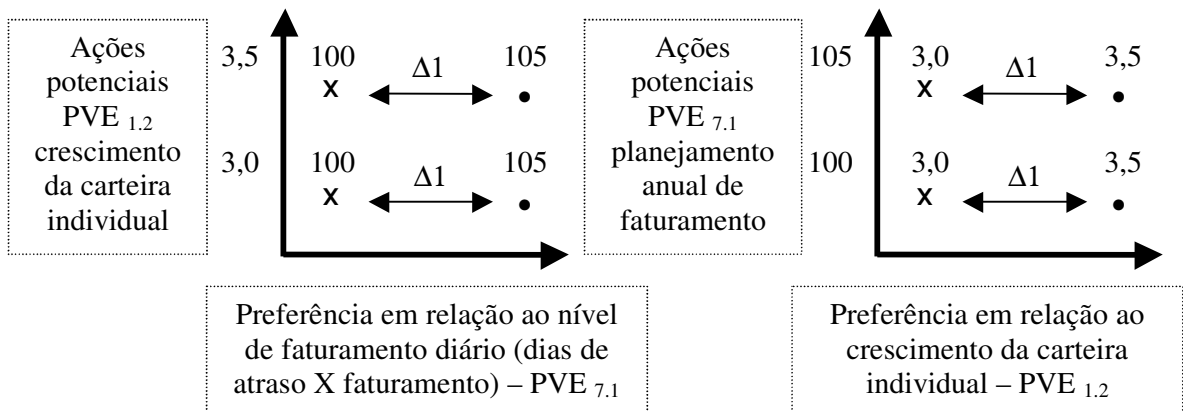 Ações
potenciais
PVE 1.2
crescimento
da carteira
individual
3,5
100
105
x
Δ1
•
3,0
100
105
x
Δ1
•
Preferência em relação ao nível
de faturamento diário (dias de
atraso X faturamento) – PVE 7.1
Ações
potenciais
PVE 7.1
planejamento
anual de
faturamento
105
3,0
3,5
x
Δ1
•
100
3,0
3,5
x
Δ1
•
Preferência em relação ao
crescimento da carteira
individual – PVE 1.2